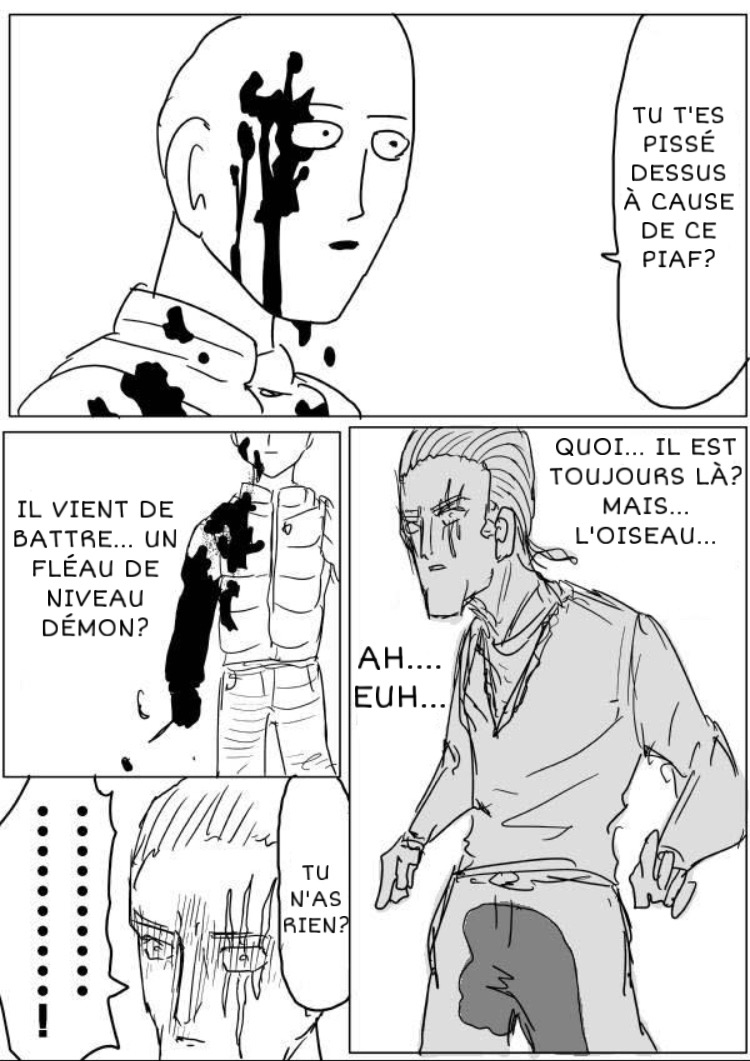 TU T'ES
PISSÉ
DESSUS
À CAUSE
DE CE
PIAF?
QUOI... IL EST
TOUJOURS LÀ?
MAIS...
L'OISEAU...
AH....
EUH...
IL VIENT DE
BATTRE... UN
FLÉAU DE
NIVEAU
DÉMON?
TU
N'AS
RIEN?
...................!